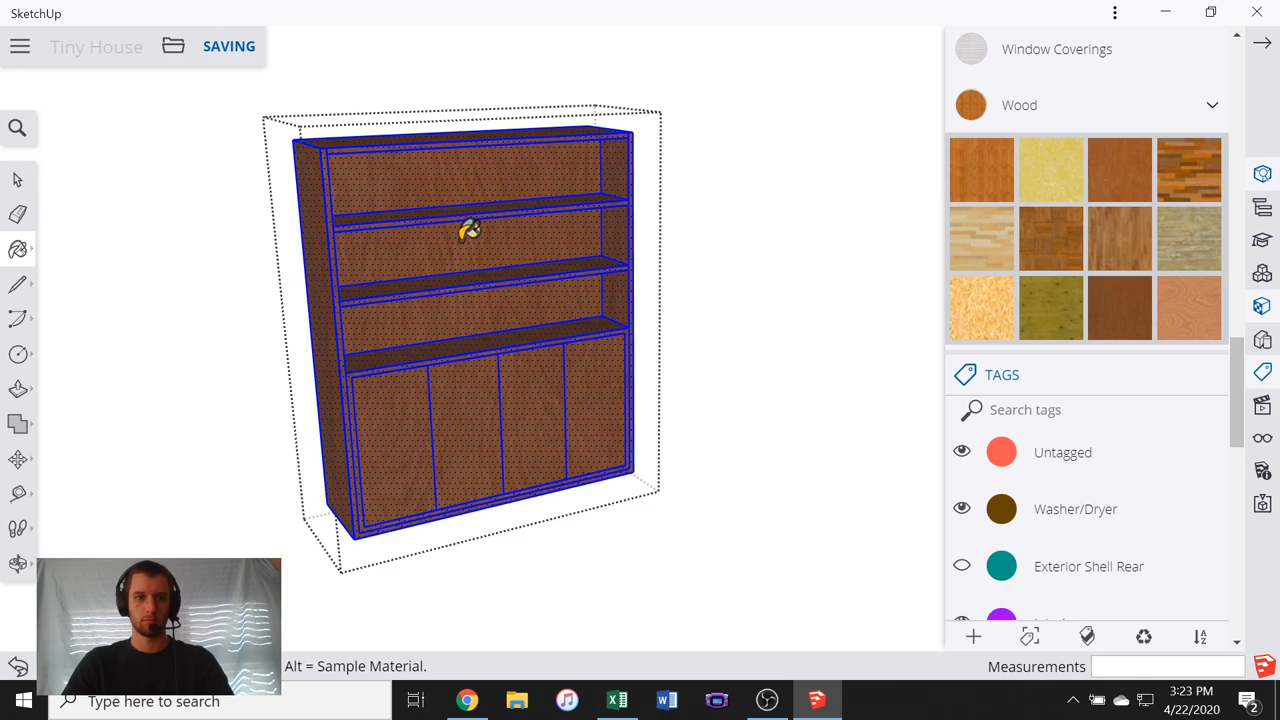 SketchUp
Tiny House
SAVING
Window Coverings
Wood
TAGS
Search tags
Untagged
Washer/Dryer
Exterior Shell Rear
Alt = Sample Material.
Measurements
Type here to search
3:23 PM
4/22/2020
2